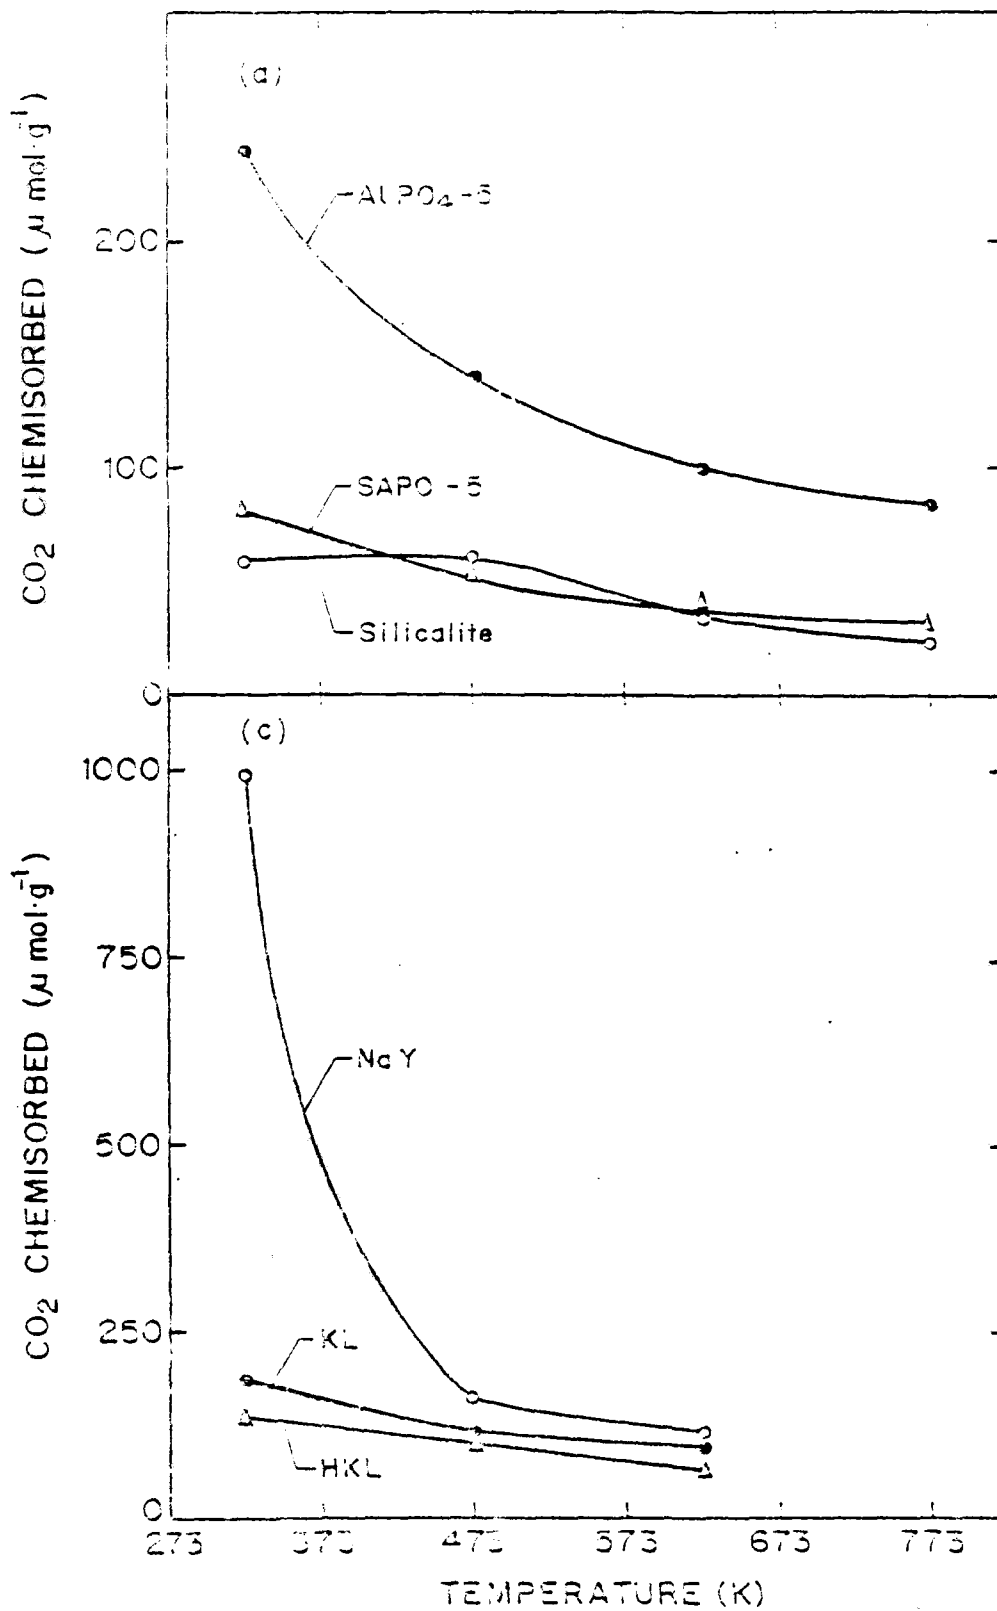 (a)
CO2 CHEMISORBED (μ mol·g-1)
200
100
0
AlPO4-5
SAPO-5
Silicalite
(c)
CO2 CHEMISORBED (μ mol·g-1)
1000
750
500
250
0
NaY
KL
HKL
273 373 473 573 673 773
TEMPERATURE (K)